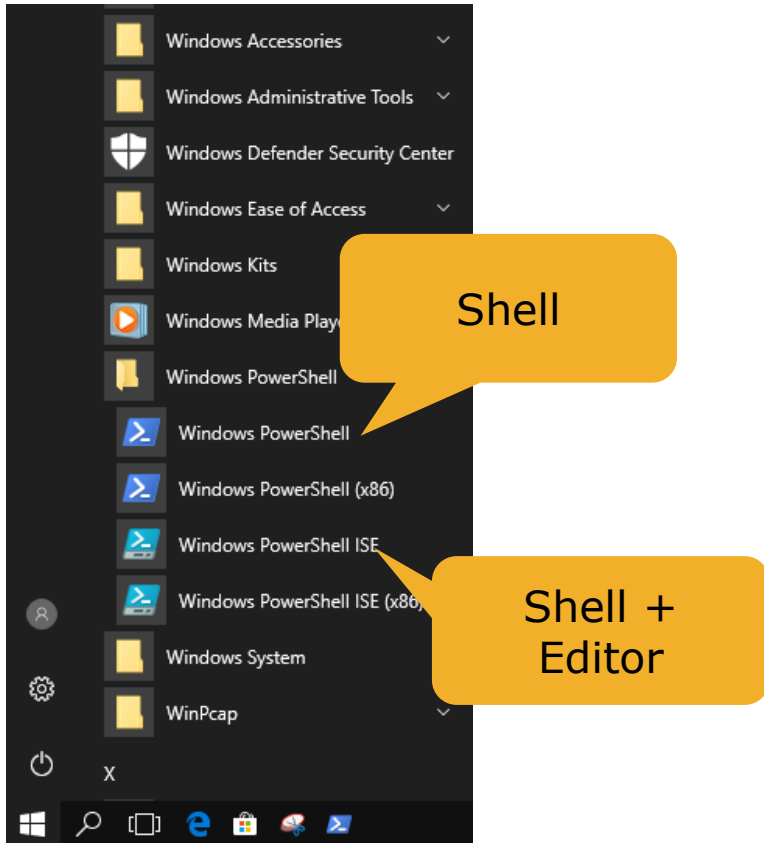 Windows Accessories
Windows Administrative Tools
Windows Defender Security Center
Windows Ease of Access
Windows Kits
Shell
Windows Media Play
Windows PowerShell
Windows PowerShell
Windows PowerShell (x86)
Windows PowerShell ISE
Windows PowerShell ISE (x86)
Shell +
Editor
Windows System
WinPcap
X